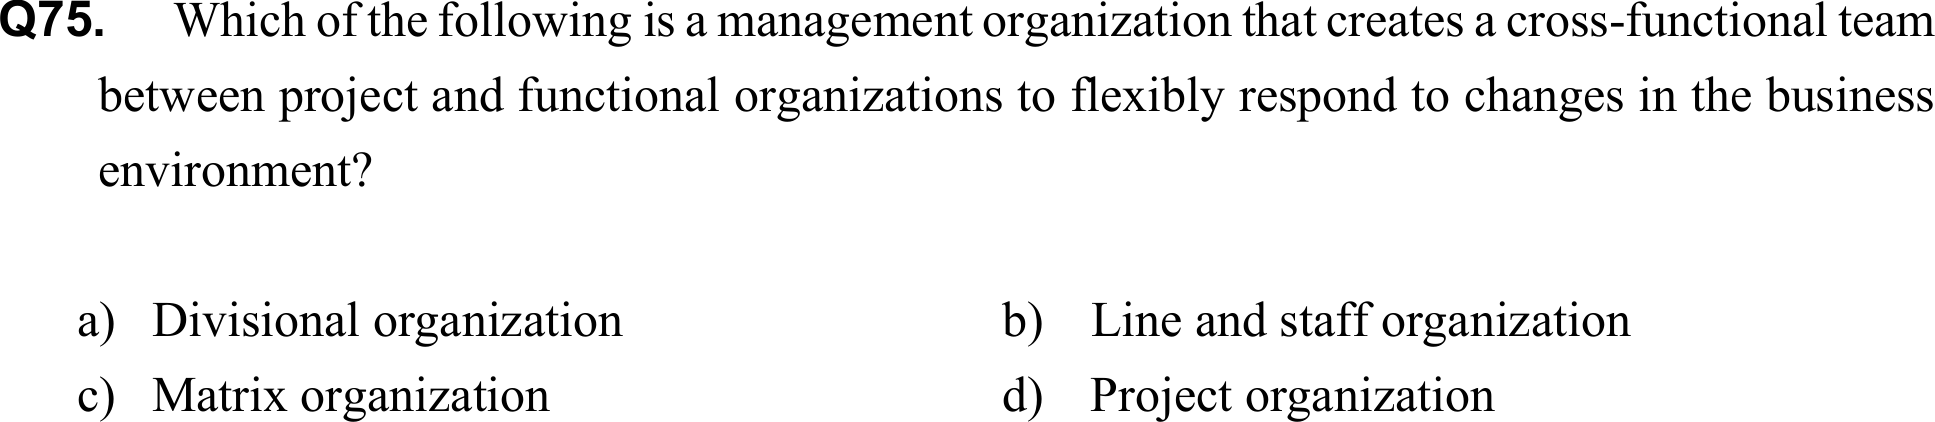 Q75. Which of the following is a management organization that creates a cross-functional team
between project and functional organizations to flexibly respond to changes in the business
environment?
a) Divisional organization b) Line and staff organization
c) Matrix organization d) Project organization